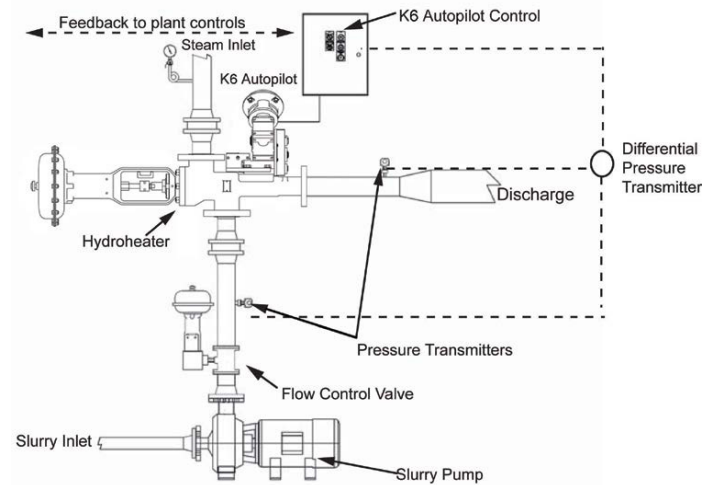 Feedback to plant controls
K6 Autopilot Control
Steam Inlet
K6 Autopilot
Differential
Pressure
Transmitter
Discharge
Hydroheater
Pressure Transmitters
Flow Control Valve
Slurry Inlet
Slurry Pump